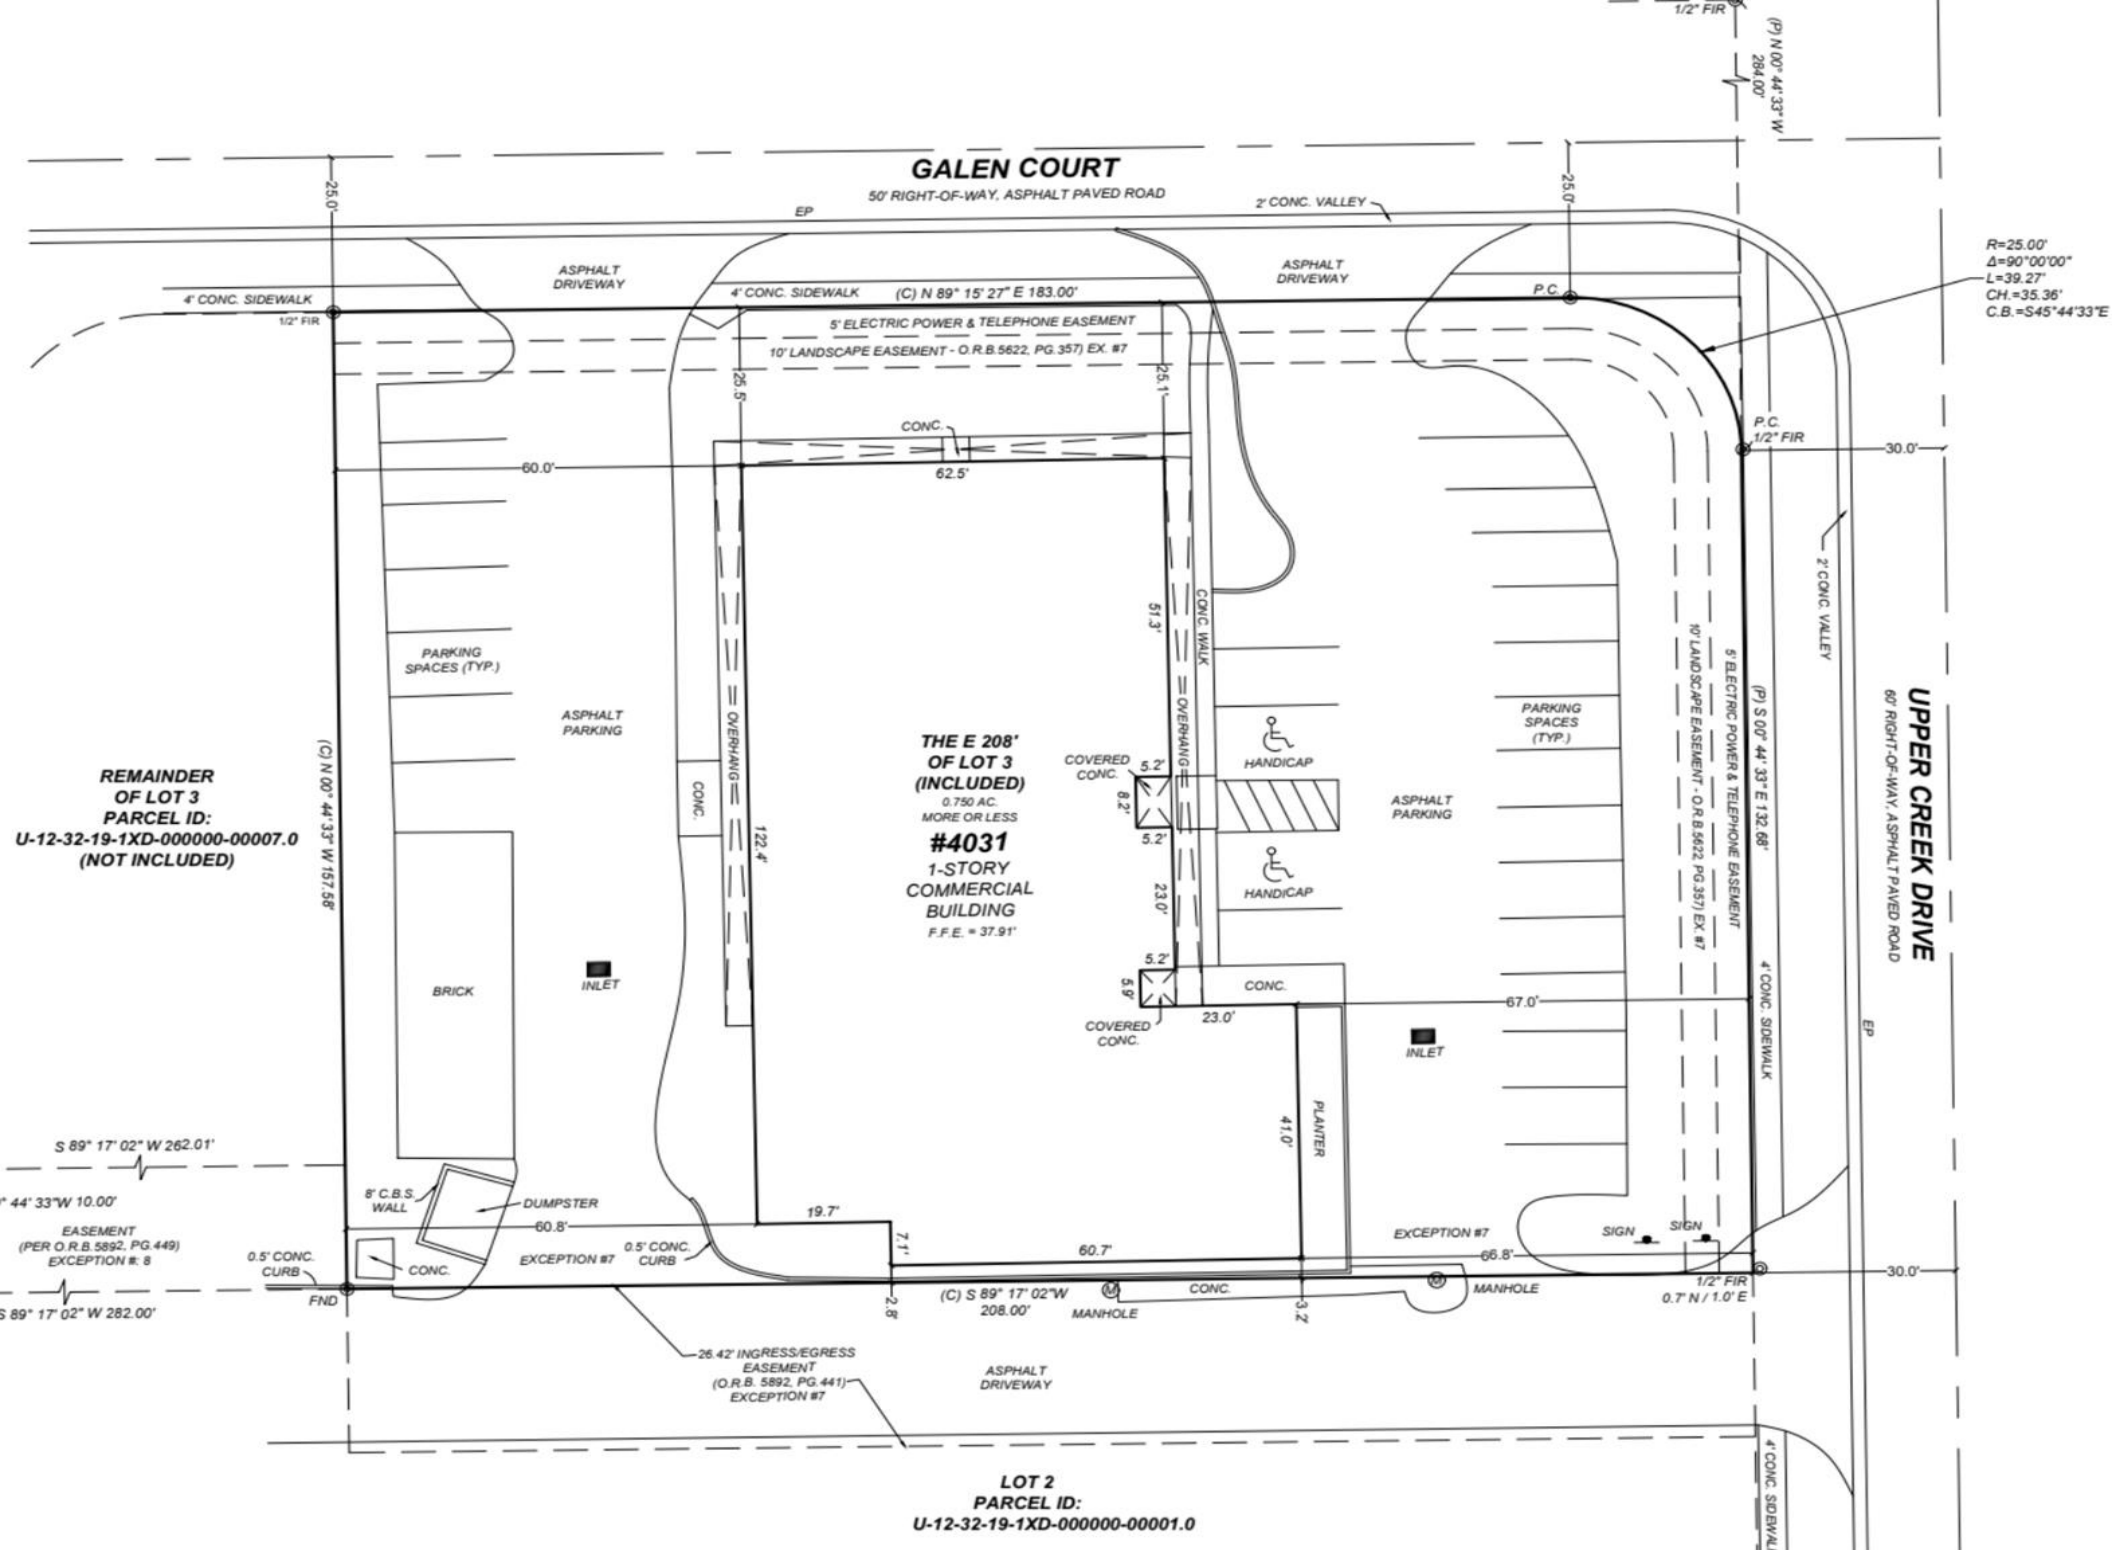 1/2" FIR
(P) N 00° 44' 33" W
284.00'
GALEN COURT
50' RIGHT-OF-WAY, ASPHALT PAVED ROAD
25.0'
25.0'
EP
2' CONC. VALLEY
R=25.00'
Δ=90°00'00"
L=39.27'
CH.=35.36'
C.B.=S45°44'33"E
ASPHALT
DRIVEWAY
ASPHALT
DRIVEWAY
4' CONC. SIDEWALK
1/2" FIR
4' CONC. SIDEWALK
(C) N 89° 15' 27" E 183.00'
P.C.
5' ELECTRIC POWER & TELEPHONE EASEMENT
10' LANDSCAPE EASEMENT - O.R.B.5622, PG.357) EX. #7
25.5'
25.1'
CONC.
P.C.
1/2" FIR
30.0'
60.0'
62.5'
2' CONC. VALLEY
51.3'
CONC. WALK
PARKING
SPACES (TYP.)
ASPHALT
PARKING
OVERHANG
OVERHANG
HANDICAP
PARKING
SPACES
(TYP.)
10' LANDSCAPE EASEMENT - O.R.B.5622, PG.357) EX. #7
5' ELECTRIC POWER & TELEPHONE EASEMENT
(P) S 00° 44' 33" E 132.68'
UPPER CREEK DRIVE
60' RIGHT-OF-WAY, ASPHALT PAVED ROAD
(C) N 00° 44' 33" W 157.58'
REMAINDER
OF LOT 3
PARCEL ID:
U-12-32-19-1XD-000000-00007.0
(NOT INCLUDED)
THE E 208'
OF LOT 3
(INCLUDED)
0.750 AC.
MORE OR LESS
#4031
1-STORY
COMMERCIAL
BUILDING
F.F.E. = 37.91'
COVERED
CONC.
5.2'
8.2'
5.2'
CONC.
122.4'
ASPHALT
PARKING
HANDICAP
23.0'
5.2'
5.9'
CONC.
COVERED
CONC.
23.0'
67.0'
BRICK
INLET
INLET
4' CONC. SIDEWALK
EP
41.0'
PLANTER
S 89° 17' 02" W 262.01'
° 44' 33"W 10.00'
EASEMENT
(PER O.R.B.5892, PG.449)
EXCEPTION #: 8
S 89° 17' 02" W 282.00'
8' C.B.S.
WALL
DUMPSTER
60.8'
19.7'
7.1'
0.5' CONC.
CURB
CONC.
EXCEPTION #7
0.5' CONC.
CURB
60.7'
EXCEPTION #7
66.8'
SIGN
SIGN
30.0'
FND
2.8'
(C) S 89° 17' 02"W
208.00'
M
MANHOLE
CONC.
3.2'
M
MANHOLE
1/2" FIR
0.7' N / 1.0' E
26.42' INGRESS/EGRESS
EASEMENT
(O.R.B. 5892, PG.441)
EXCEPTION #7
ASPHALT
DRIVEWAY
LOT 2
PARCEL ID:
U-12-32-19-1XD-000000-00001.0
4' CONC. SIDEWAL